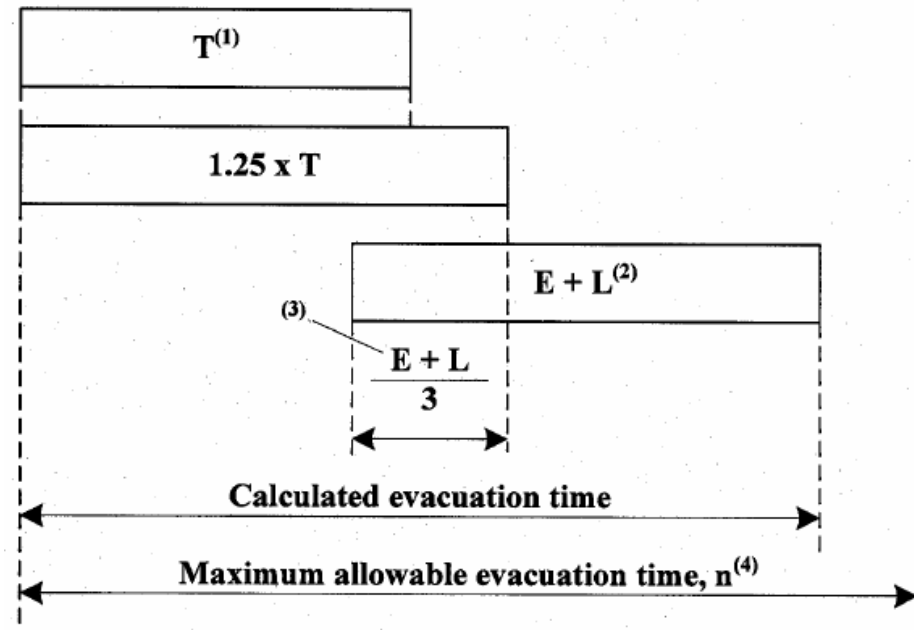 T(1)
1.25 x T
E + L(2)
(3)
E + L
3
Calculated evacuation time
Maximum allowable evacuation time, n(4)